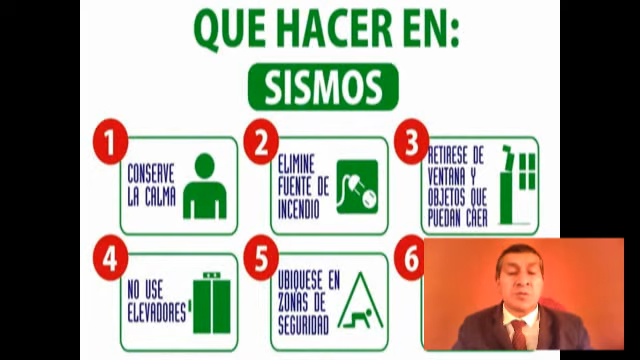 QUE HACER EN:
SISMOS
1
CONSERVE
LA CALMA
2
ELIMINE
FUENTE DE
INCENDIO
3
RETIRESE DE
VENTANA Y
OBJETOS QUE
PUEDAN CAER
4
NO USE
ELEVADORES
5
UBIQUESE EN
ZONAS DE
SEGURIDAD
6